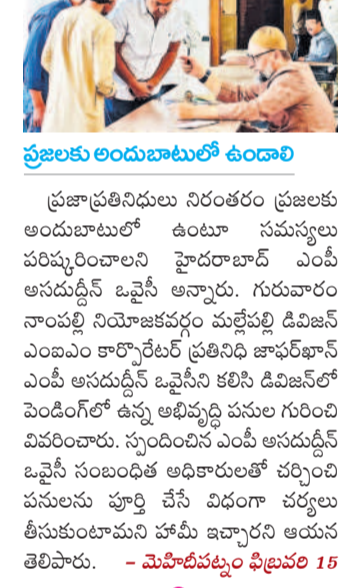 ప్రజలకు అందుబాటులో ఉండాలి
ప్రజాప్రతినిధులు నిరంతరం ప్రజలకు
అందుబాటులో ఉంటూ సమస్యలు
పరిష్కరించాలని హైదరాబాద్ ఎంపీ
అసదుద్దీన్ ఒవైసీ అన్నారు. గురువారం
నాంపల్లి నియోజకవర్గం మల్లేపల్లి డివిజన్
ఎంఐఎం కార్పొరేటర్ ప్రతినిధి జాఫర్‌ఖాన్
ఎంపీ అసదుద్దీన్ ఒవైసీని కలిసి డివిజన్‌లో
పెండింగ్‌లో ఉన్న అభివృద్ధి పనుల గురించి
వివరించారు. స్పందించిన ఎంపీ అసదుద్దీన్
ఒవైసీ సంబంధిత అధికారులతో చర్చించి
పనులను పూర్తి చేసే విధంగా చర్యలు
తీసుకుంటామని హామీ ఇచ్చారని ఆయన
తెలిపారు. – మెహిదీపట్నం ఫిబ్రవరి 15